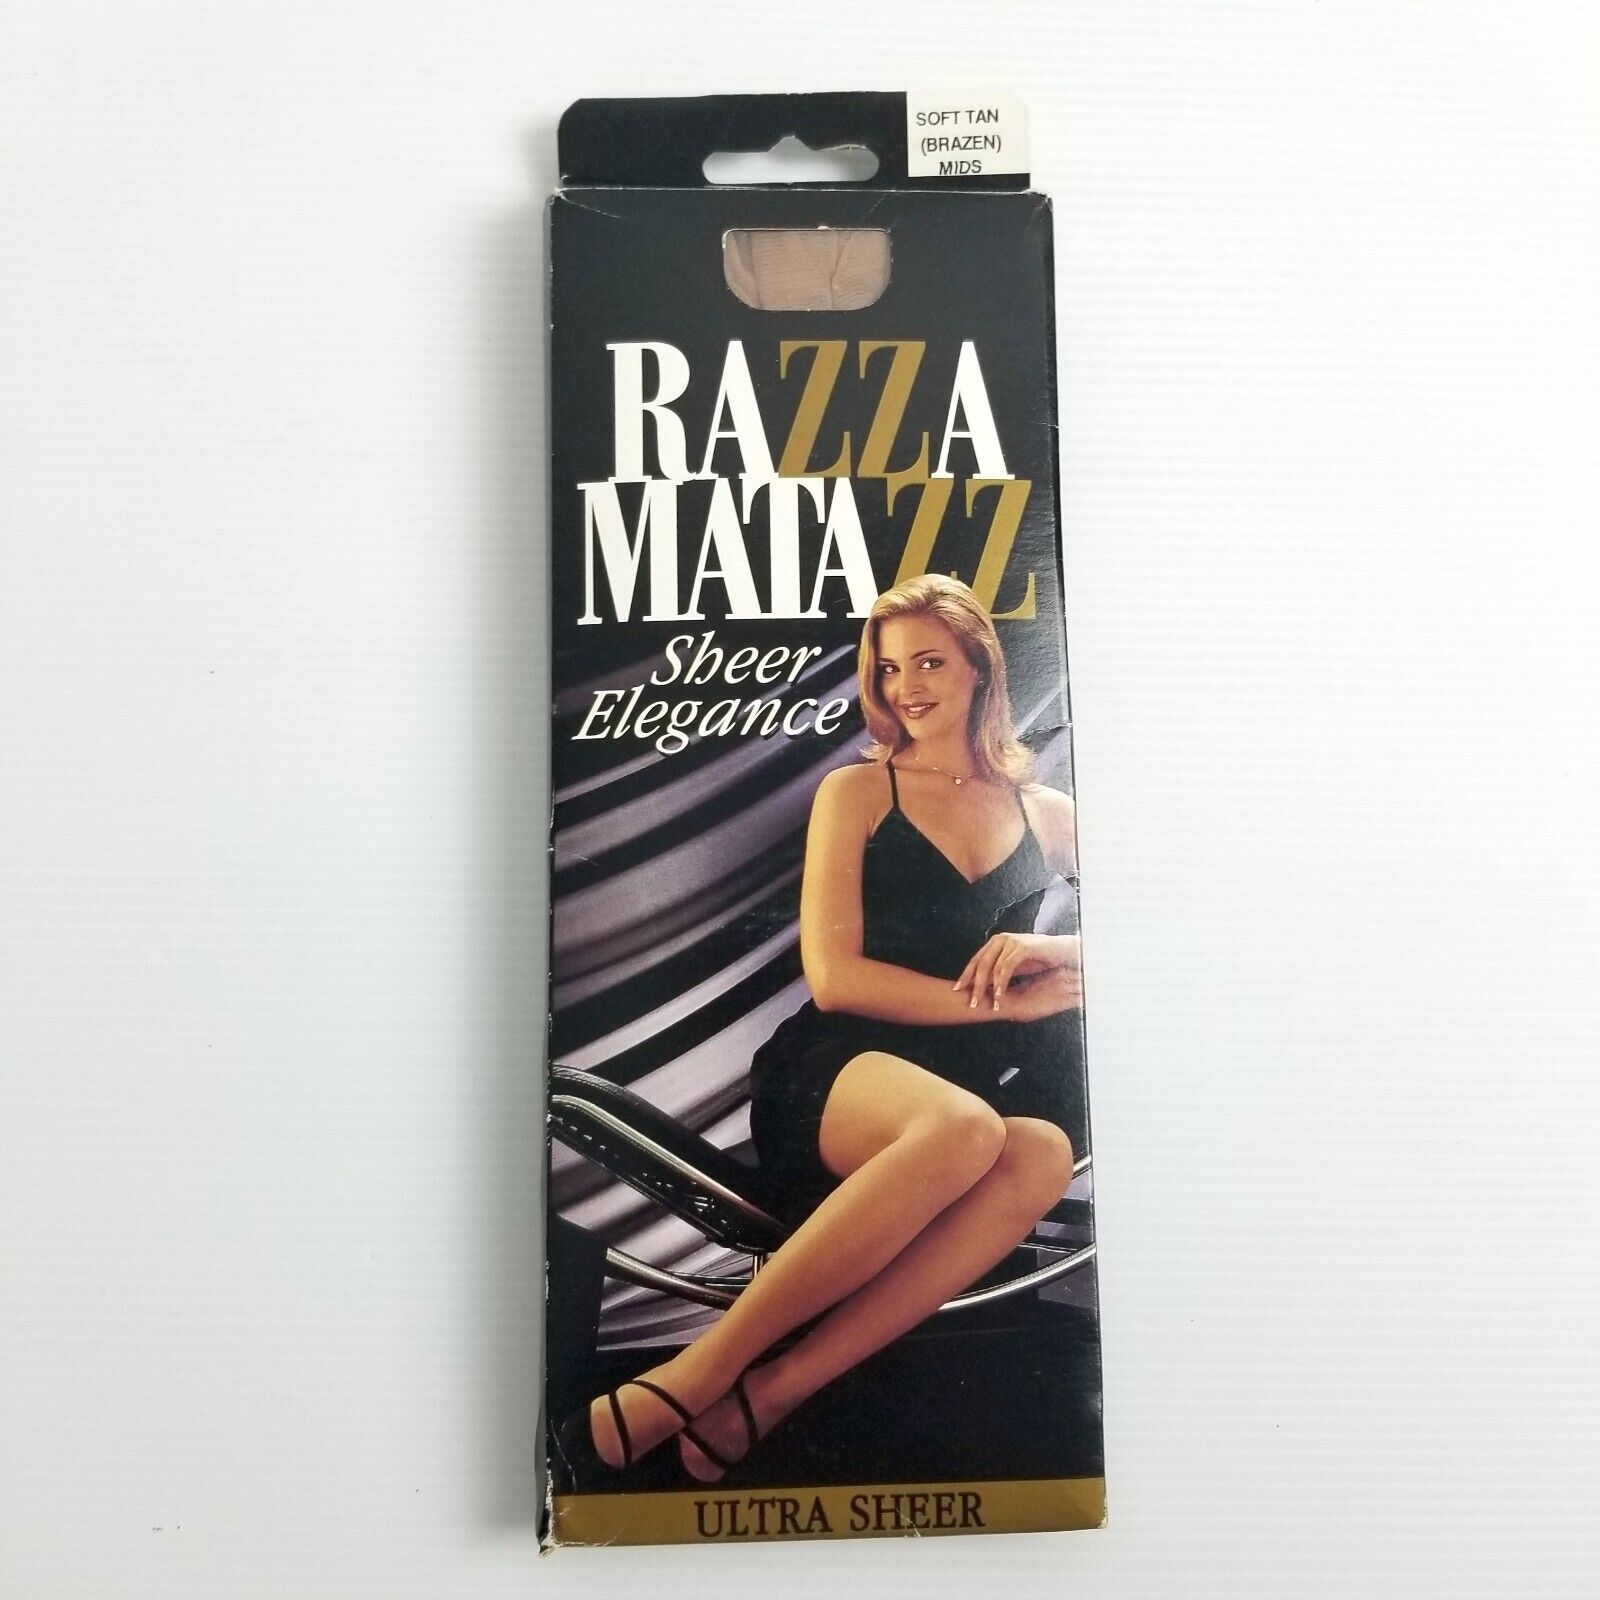 SOFT TAN
(BRAZEN)
MIDS
RAZZA
MATAZZ
Sheer
Elegance
ULTRA SHEER